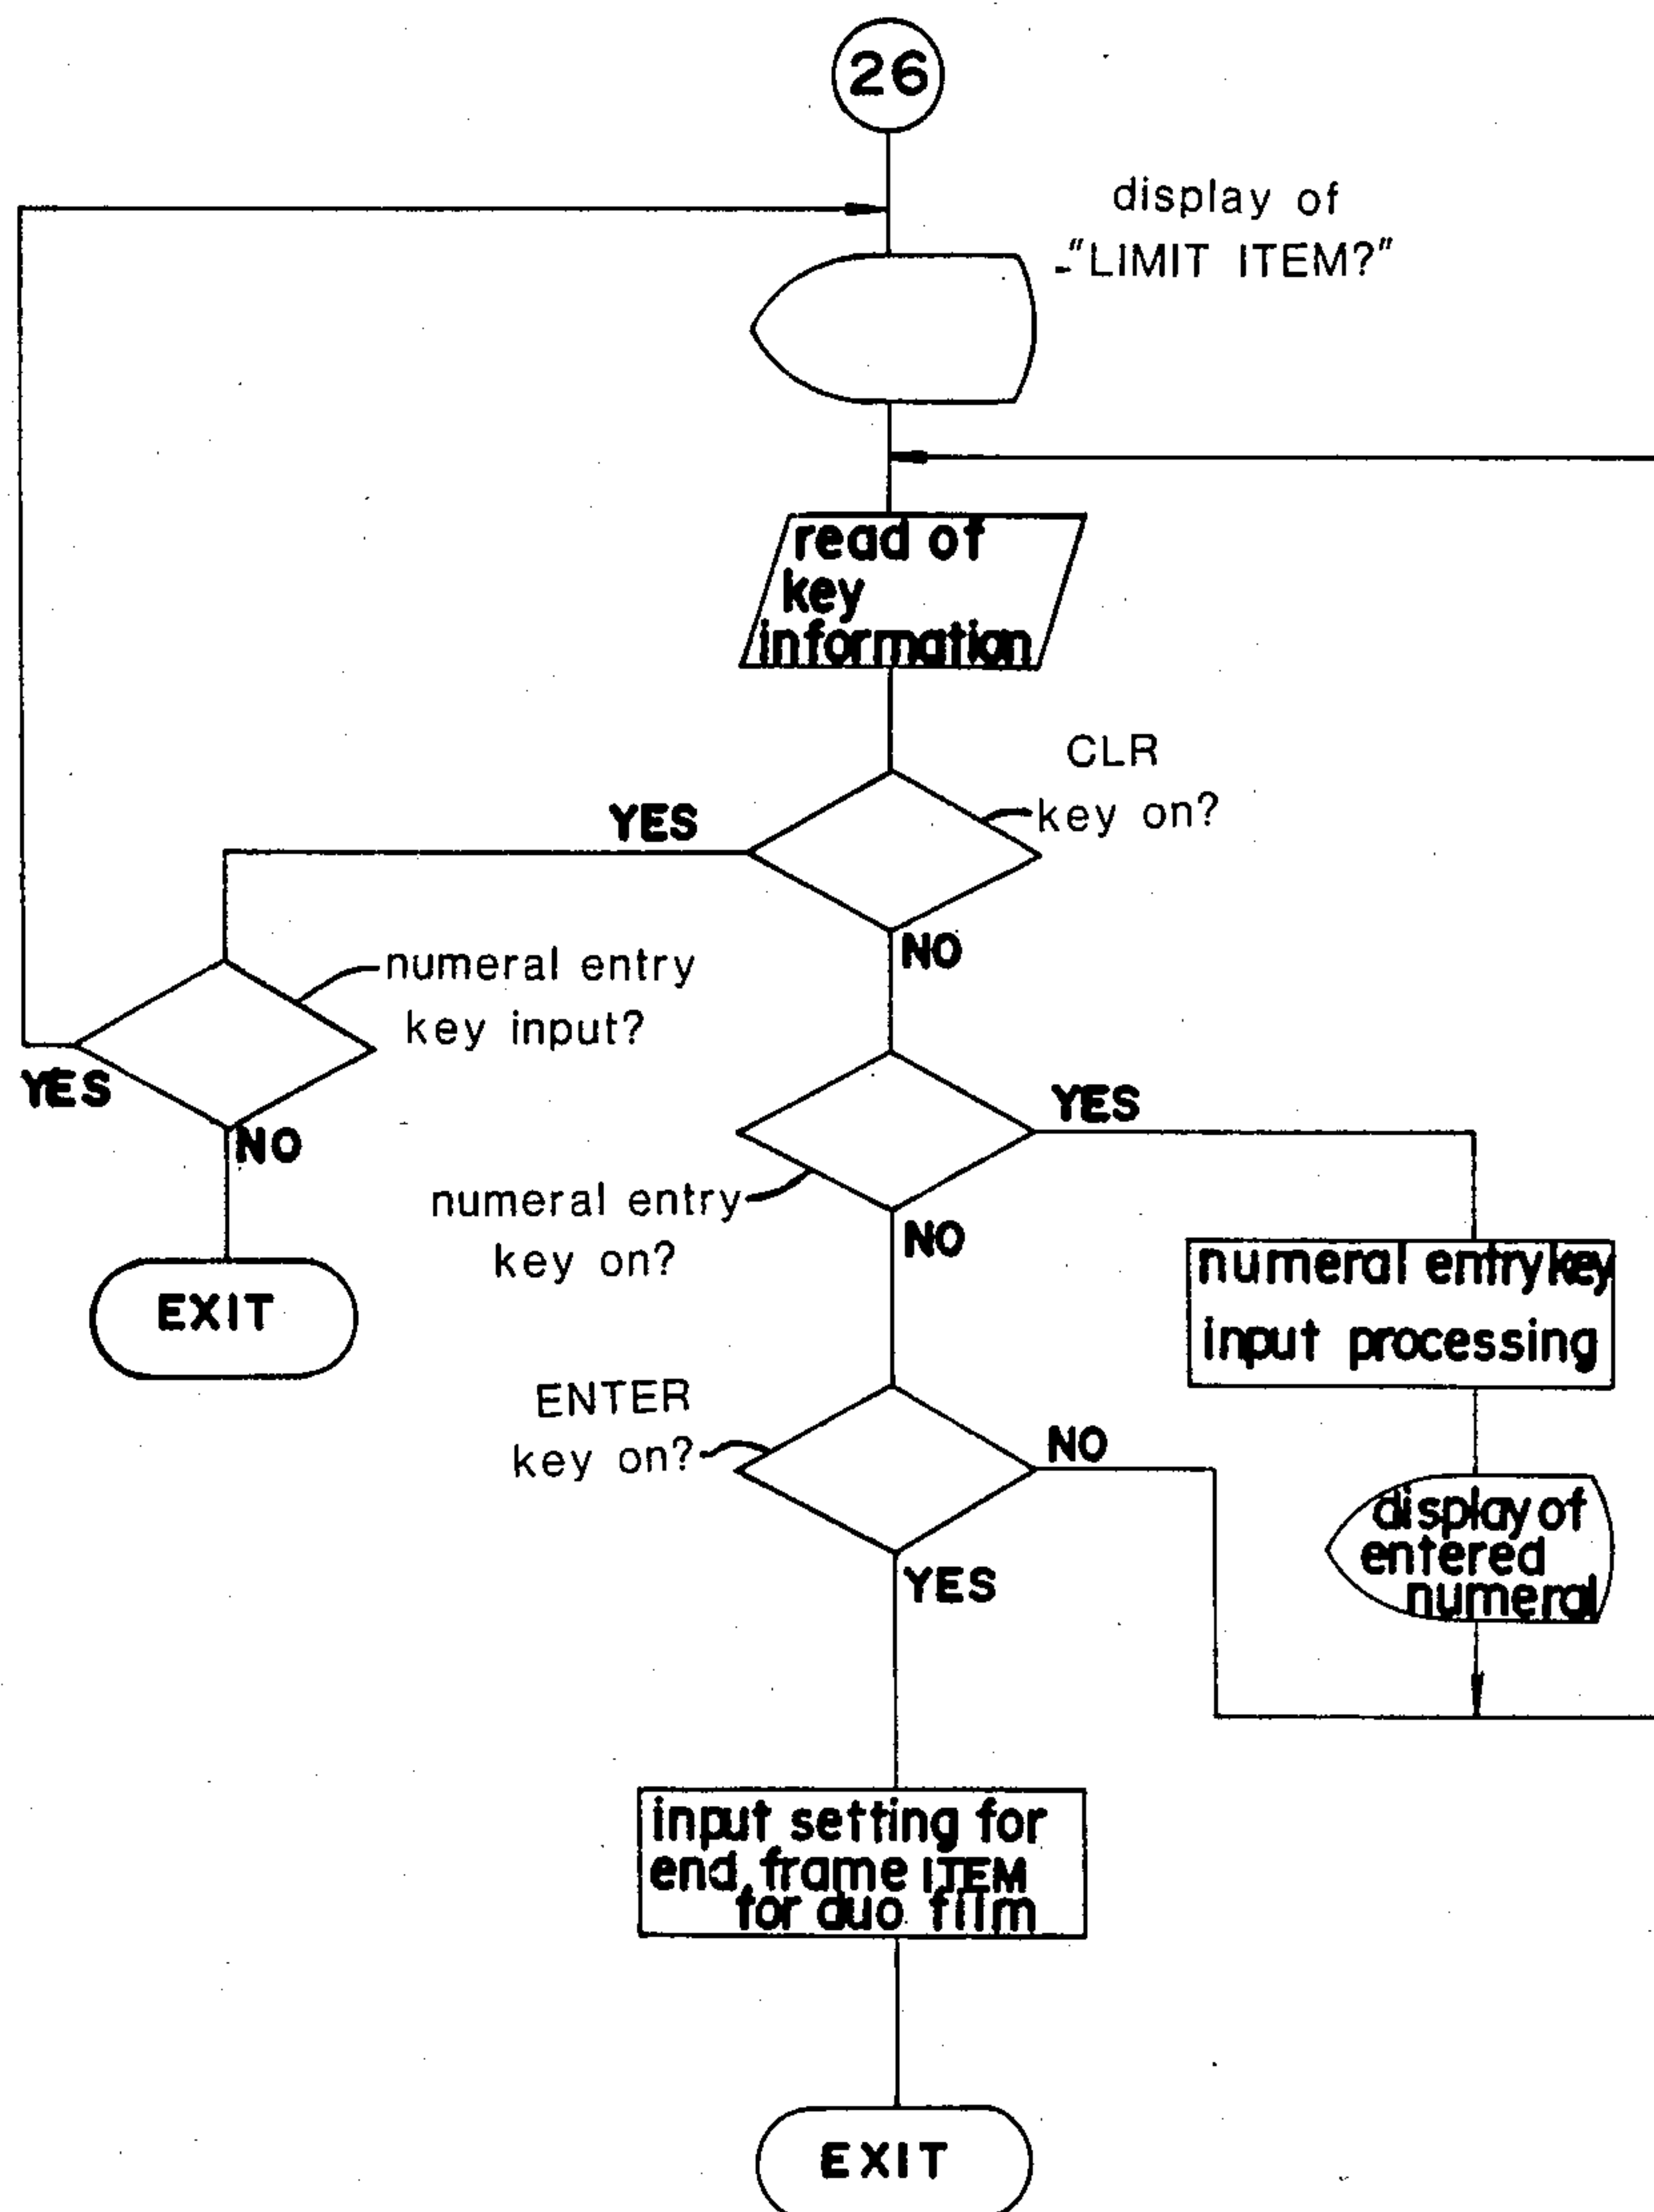 26
display of
"LIMIT ITEM?"
read of
key
information
CLR
key on?
YES
NO
numeral entry
key input?
YES
NO
EXIT
YES
numeral entry
key on?
NO
numeral entry key
input processing
ENTER
key on?
NO
YES
display of
entered
numeral
input setting for
end frame ITEM
for duo film
EXIT